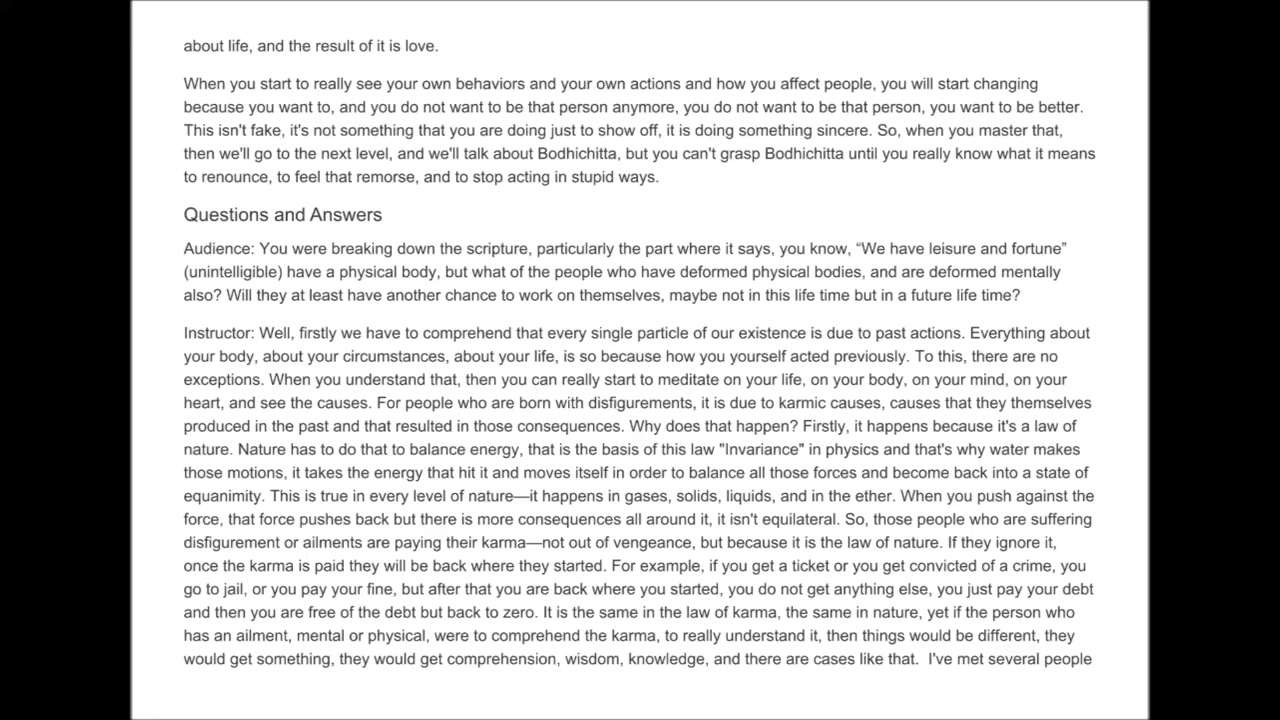 about life, and the result of it is love.
When you start to really see your own behaviors and your own actions and how you affect people, you will start changing
because you want to, and you do not want to be that person anymore, you do not want to be that person, you want to be better.
This isn't fake, it's not something that you are doing just to show off, it is doing something sincere. So, when you master that,
then we'll go to the next level, and we'll talk about Bodhichitta, but you can't grasp Bodhichitta until you really know what it means
to renounce, to feel that remorse, and to stop acting in stupid ways.
Questions and Answers
Audience: You were breaking down the scripture, particularly the part where it says, you know, “We have leisure and fortune”
(unintelligible) have a physical body, but what of the people who have deformed physical bodies, and are deformed mentally
also? Will they at least have another chance to work on themselves, maybe not in this life time but in a future life time?
Instructor: Well, firstly we have to comprehend that every single particle of our existence is due to past actions. Everything about
your body, about your circumstances, about your life, is so because how you yourself acted previously. To this, there are no
exceptions. When you understand that, then you can really start to meditate on your life, on your body, on your mind, on your
heart, and see the causes. For people who are born with disfigurements, it is due to karmic causes, causes that they themselves
produced in the past and that resulted in those consequences. Why does that happen? Firstly, it happens because it's a law of
nature. Nature has to do that to balance energy, that is the basis of this law "Invariance" in physics and that's why water makes
those motions, it takes the energy that hit it and moves itself in order to balance all those forces and become back into a state of
equanimity. This is true in every level of nature—it happens in gases, solids, liquids, and in the ether. When you push against the
force, that force pushes back but there is more consequences all around it, it isn't equilateral. So, those people who are suffering
disfigurement or ailments are paying their karma—not out of vengeance, but because it is the law of nature. If they ignore it,
once the karma is paid they will be back where they started. For example, if you get a ticket or you get convicted of a crime, you
go to jail, or you pay your fine, but after that you are back where you started, you do not get anything else, you just pay your debt
and then you are free of the debt but back to zero. It is the same in the law of karma, the same in nature, yet if the person who
has an ailment, mental or physical, were to comprehend the karma, to really understand it, then things would be different, they
would get something, they would get comprehension, wisdom, knowledge, and there are cases like that.  I've met several people